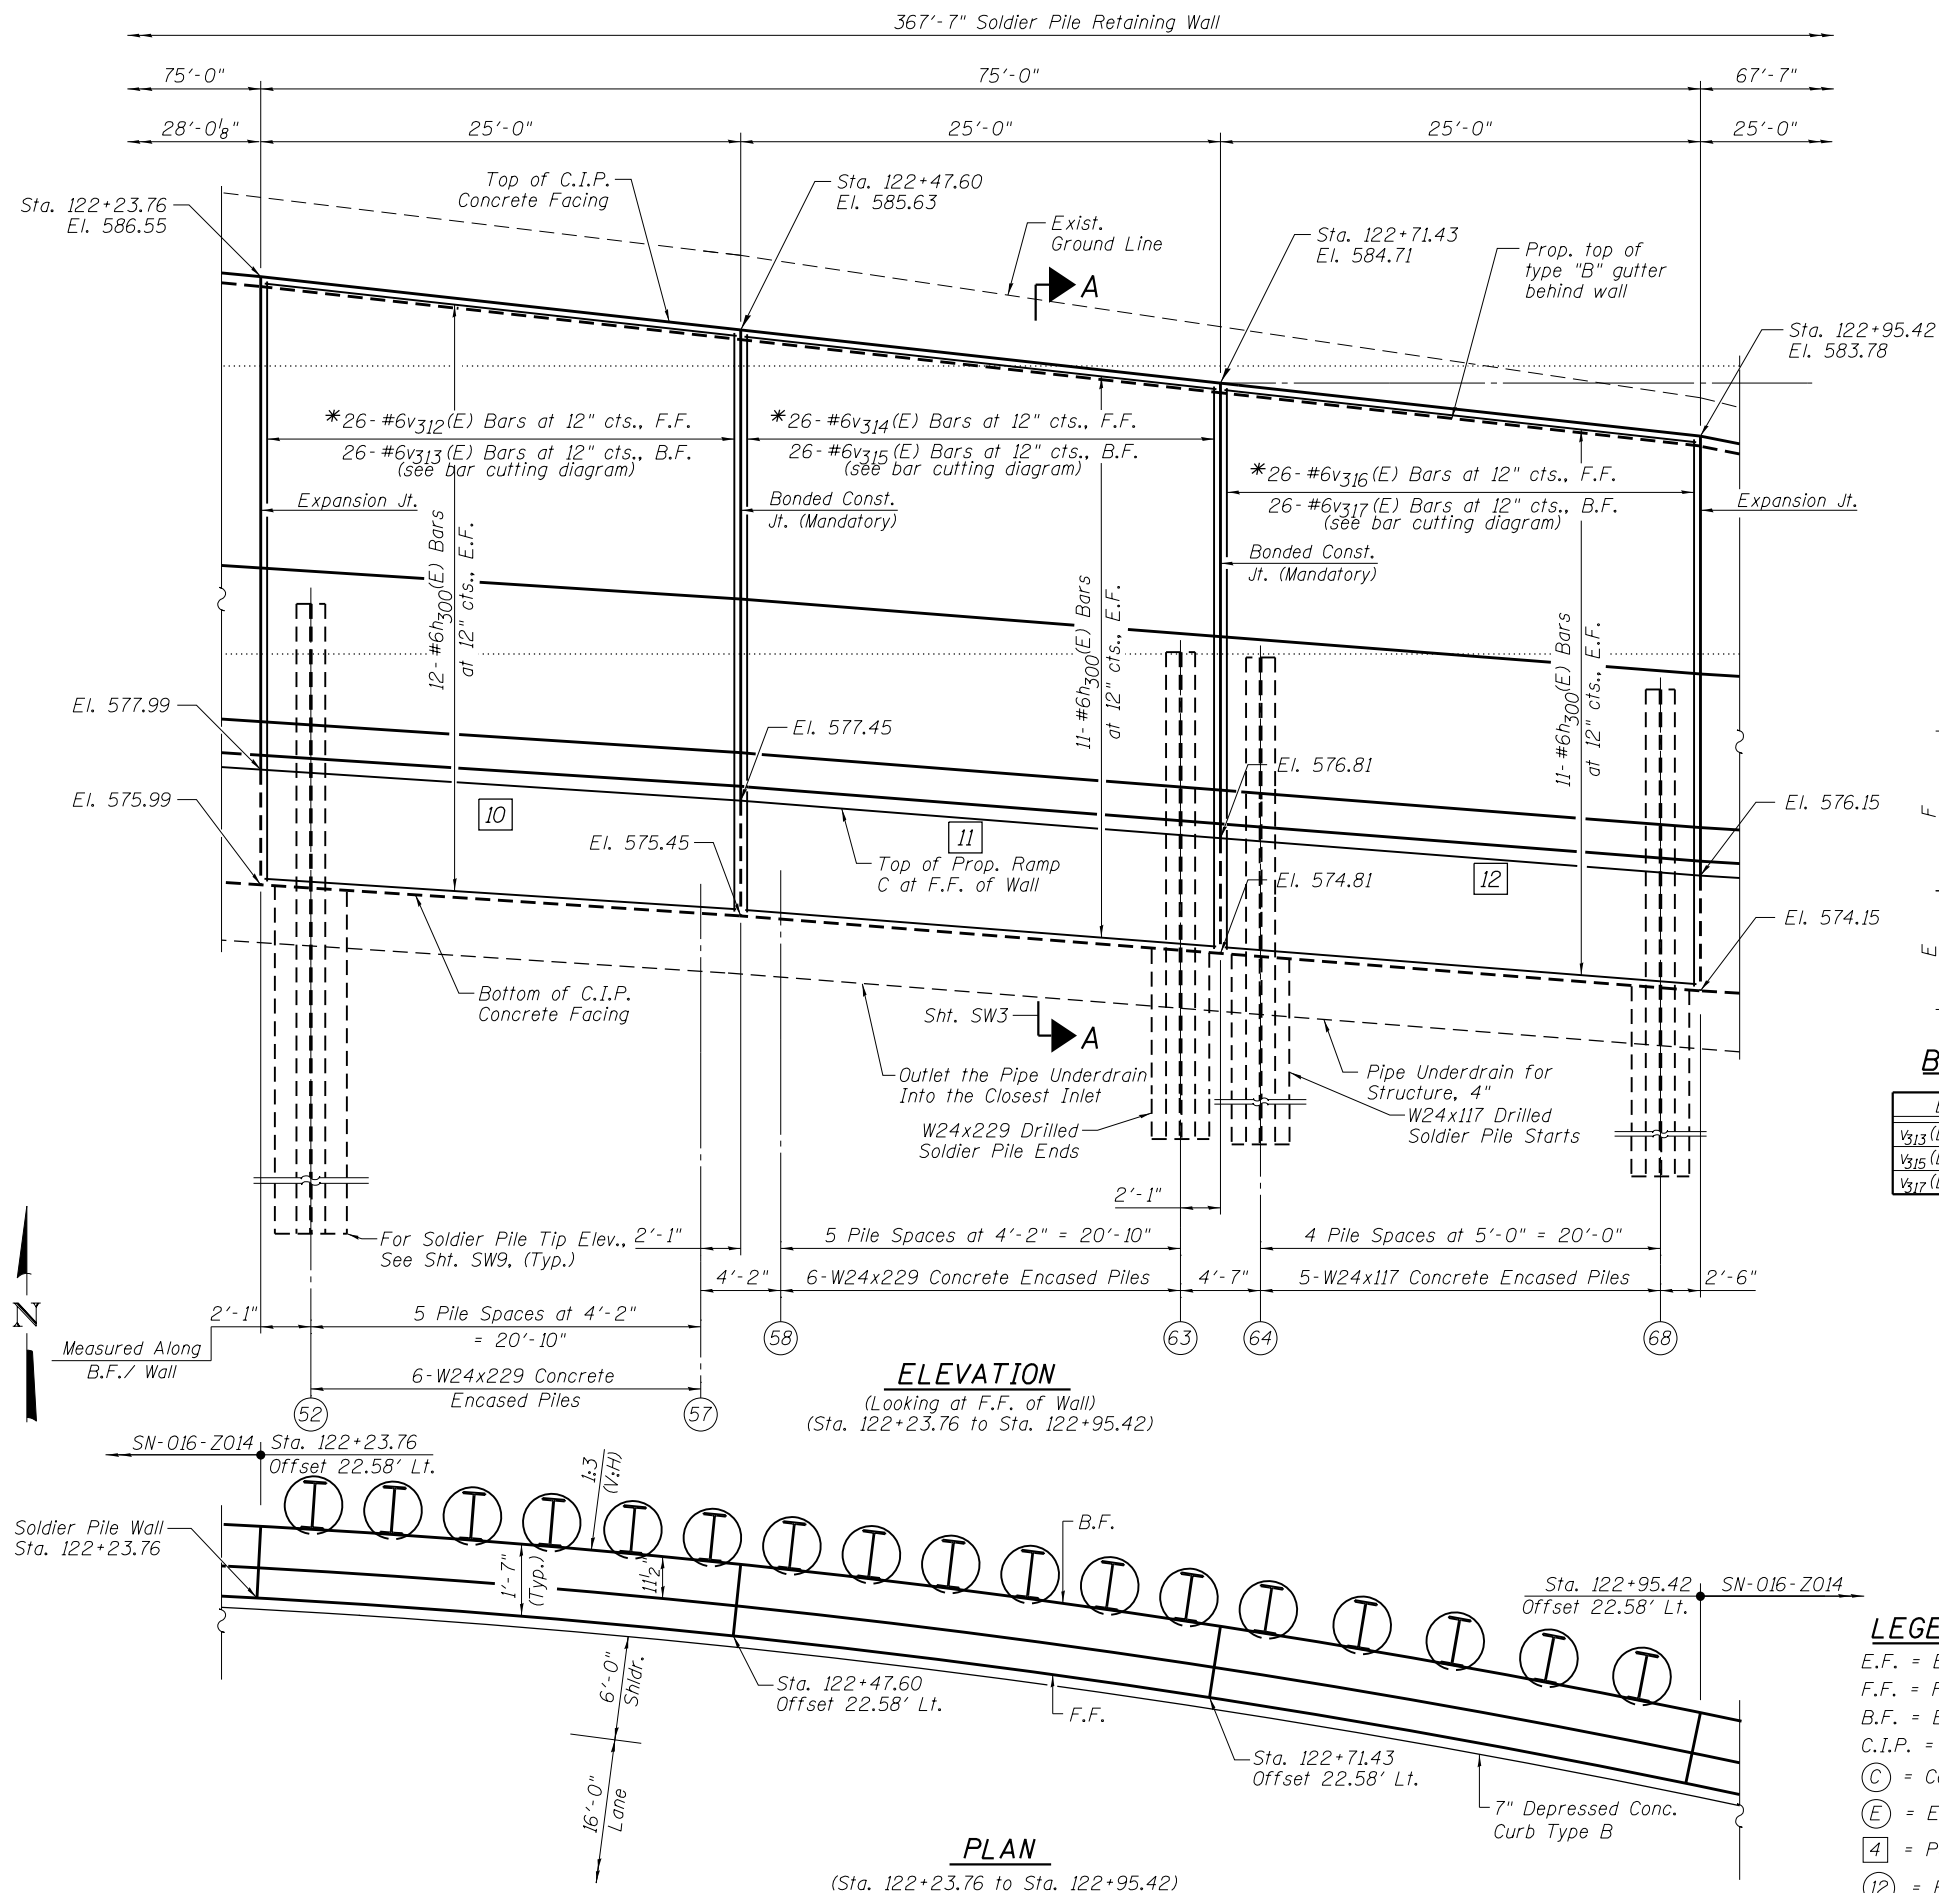 367'-7" Soldier Pile Retaining Wall
75'-0"
75'-0"
67'-7"
28'-0⅛"
25'-0"
25'-0"
25'-0"
25'-0"
Top of C.I.P.
Concrete Facing
Sta. 122+23.76
El. 586.55
Sta. 122+47.60
El. 585.63
Exist.
Ground Line
A
Sta. 122+71.43
El. 584.71
Prop. top of
type "B" gutter
behind wall
Sta. 122+95.42
El. 583.78
*26-#6v312(E) Bars at 12" cts., F.F.
26-#6v313(E) Bars at 12" cts., B.F.
(see bar cutting diagram)
*26-#6v314(E) Bars at 12" cts., F.F.
26-#6v315(E) Bars at 12" cts., B.F.
(see bar cutting diagram)
*26-#6v316(E) Bars at 12" cts., F.F.
26-#6v317(E) Bars at 12" cts., B.F.
(see bar cutting diagram)
Expansion Jt.
Bonded Const.
Jt. (Mandatory)
Bonded Const.
Jt. (Mandatory)
Expansion Jt.
12-#6h300(E) Bars
at 12" cts., E.F.
11-#6h300(E) Bars
at 12" cts., E.F.
11-#6h300(E) Bars
at 12" cts., E.F.
El. 577.99
El. 577.45
El. 576.81
El. 576.15
El. 575.99
10
El. 575.45
11
Top of Prop. Ramp
C at F.F. of Wall
El. 574.81
12
El. 574.15
Bottom of C.I.P.
Concrete Facing
Sht. SW3
A
Outlet the Pipe Underdrain
Into the Closest Inlet
Pipe Underdrain for
Structure, 4"
W24x229 Drilled
Soldier Pile Ends
W24x117 Drilled
Soldier Pile Starts
B
v313(
v315(
v317(
For Soldier Pile Tip Elev.,
See Sht. SW9, (Typ.)
2'-1"
2'-1"
5 Pile Spaces at 4'-2" = 20'-10"
4 Pile Spaces at 5'-0" = 20'-0"
4'-2"
6-W24x229 Concrete Encased Piles
4'-7"
5-W24x117 Concrete Encased Piles
2'-6"
N
2'-1"
5 Pile Spaces at 4'-2"
= 20'-10"
Measured Along
B.F./ Wall
6-W24x229 Concrete
Encased Piles
52
57
58
63
64
68
ELEVATION
(Looking at F.F. of Wall)
(Sta. 122+23.76 to Sta. 122+95.42)
SN-016-Z014
Sta. 122+23.76
Offset 22.58' Lt.
1:3
(V:H)
Soldier Pile Wall
Sta. 122+23.76
1'-7"
(Typ.)
11½"
B.F.
Sta. 122+95.42
Offset 22.58' Lt.
SN-016-Z014
6'-0"
Shldr.
Sta. 122+47.60
Offset 22.58' Lt.
F.F.
16'-0"
Lane
Sta. 122+71.43
Offset 22.58' Lt.
7" Depressed Conc.
Curb Type B
PLAN
(Sta. 122+23.76 to Sta. 122+95.42)
LEGE
E.F. = E
F.F. = F
B.F. = B
C.I.P. =
C = C
E = E
4 = P
12 =